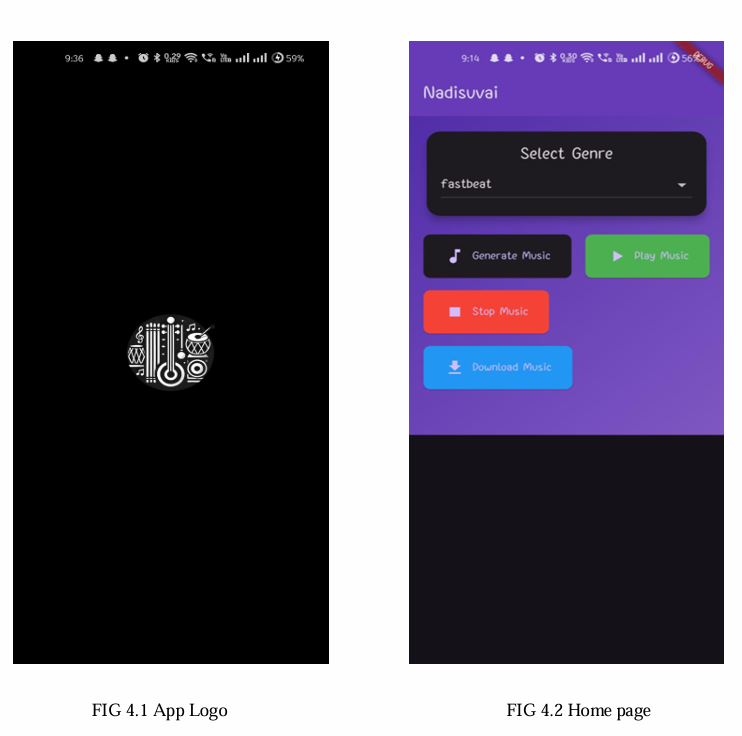 9:36
59%
9:14
56%
DEBUG
Nadisuvai
Select Genre
fastbeat
Generate Music
Play Music
Stop Music
Download Music
FIG 4.1 App Logo
FIG 4.2 Home page